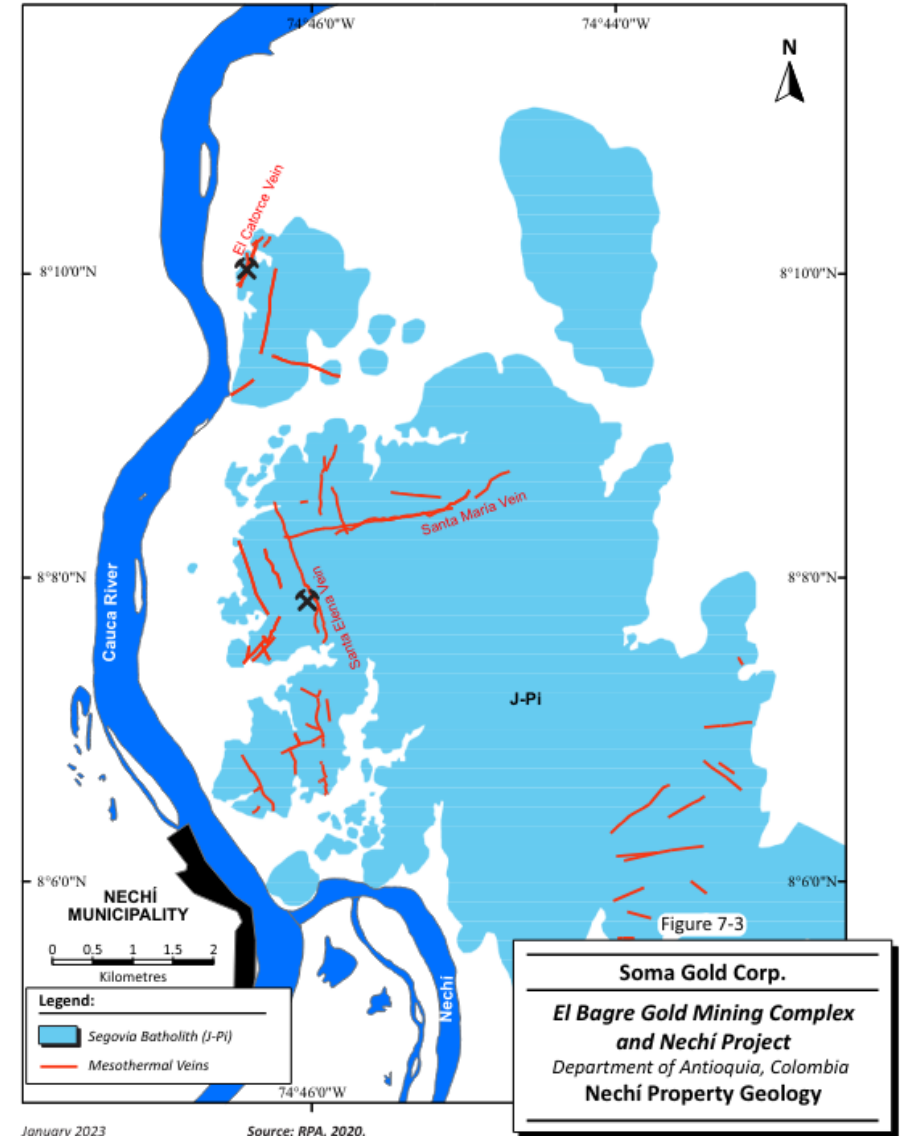 74°46'0"W
74°44'0"W
N
El Catorce Vein
8°10'0"N
8°10'0"N
Santa Maria Vein
8°8'0"N
8°8'0"N
Cauca River
Santa Elena Vein
J-Pi
8°6'0"N
8°6'0"N
NECHÍ
MUNICIPALITY
0 0.5 1 1.5 2
Kilometres
Nechí
Figure 7-3
Legend:
Segovia Batholith (J-Pi)
Mesothermal Veins
74°46'0"W
Soma Gold Corp.
El Bagre Gold Mining Complex
and Nechí Project
Department of Antioquia, Colombia
Nechí Property Geology
January 2023
Source: RPA, 2020.